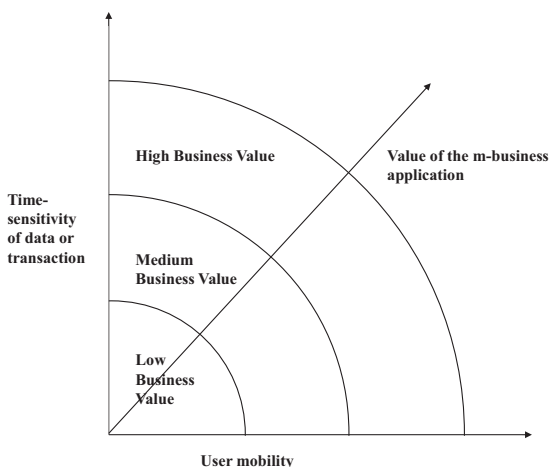 High Business Value
Value of the m-business
application
Time-
sensitivity
of data or
transaction
Medium
Business Value
Low
Business
Value
User mobility